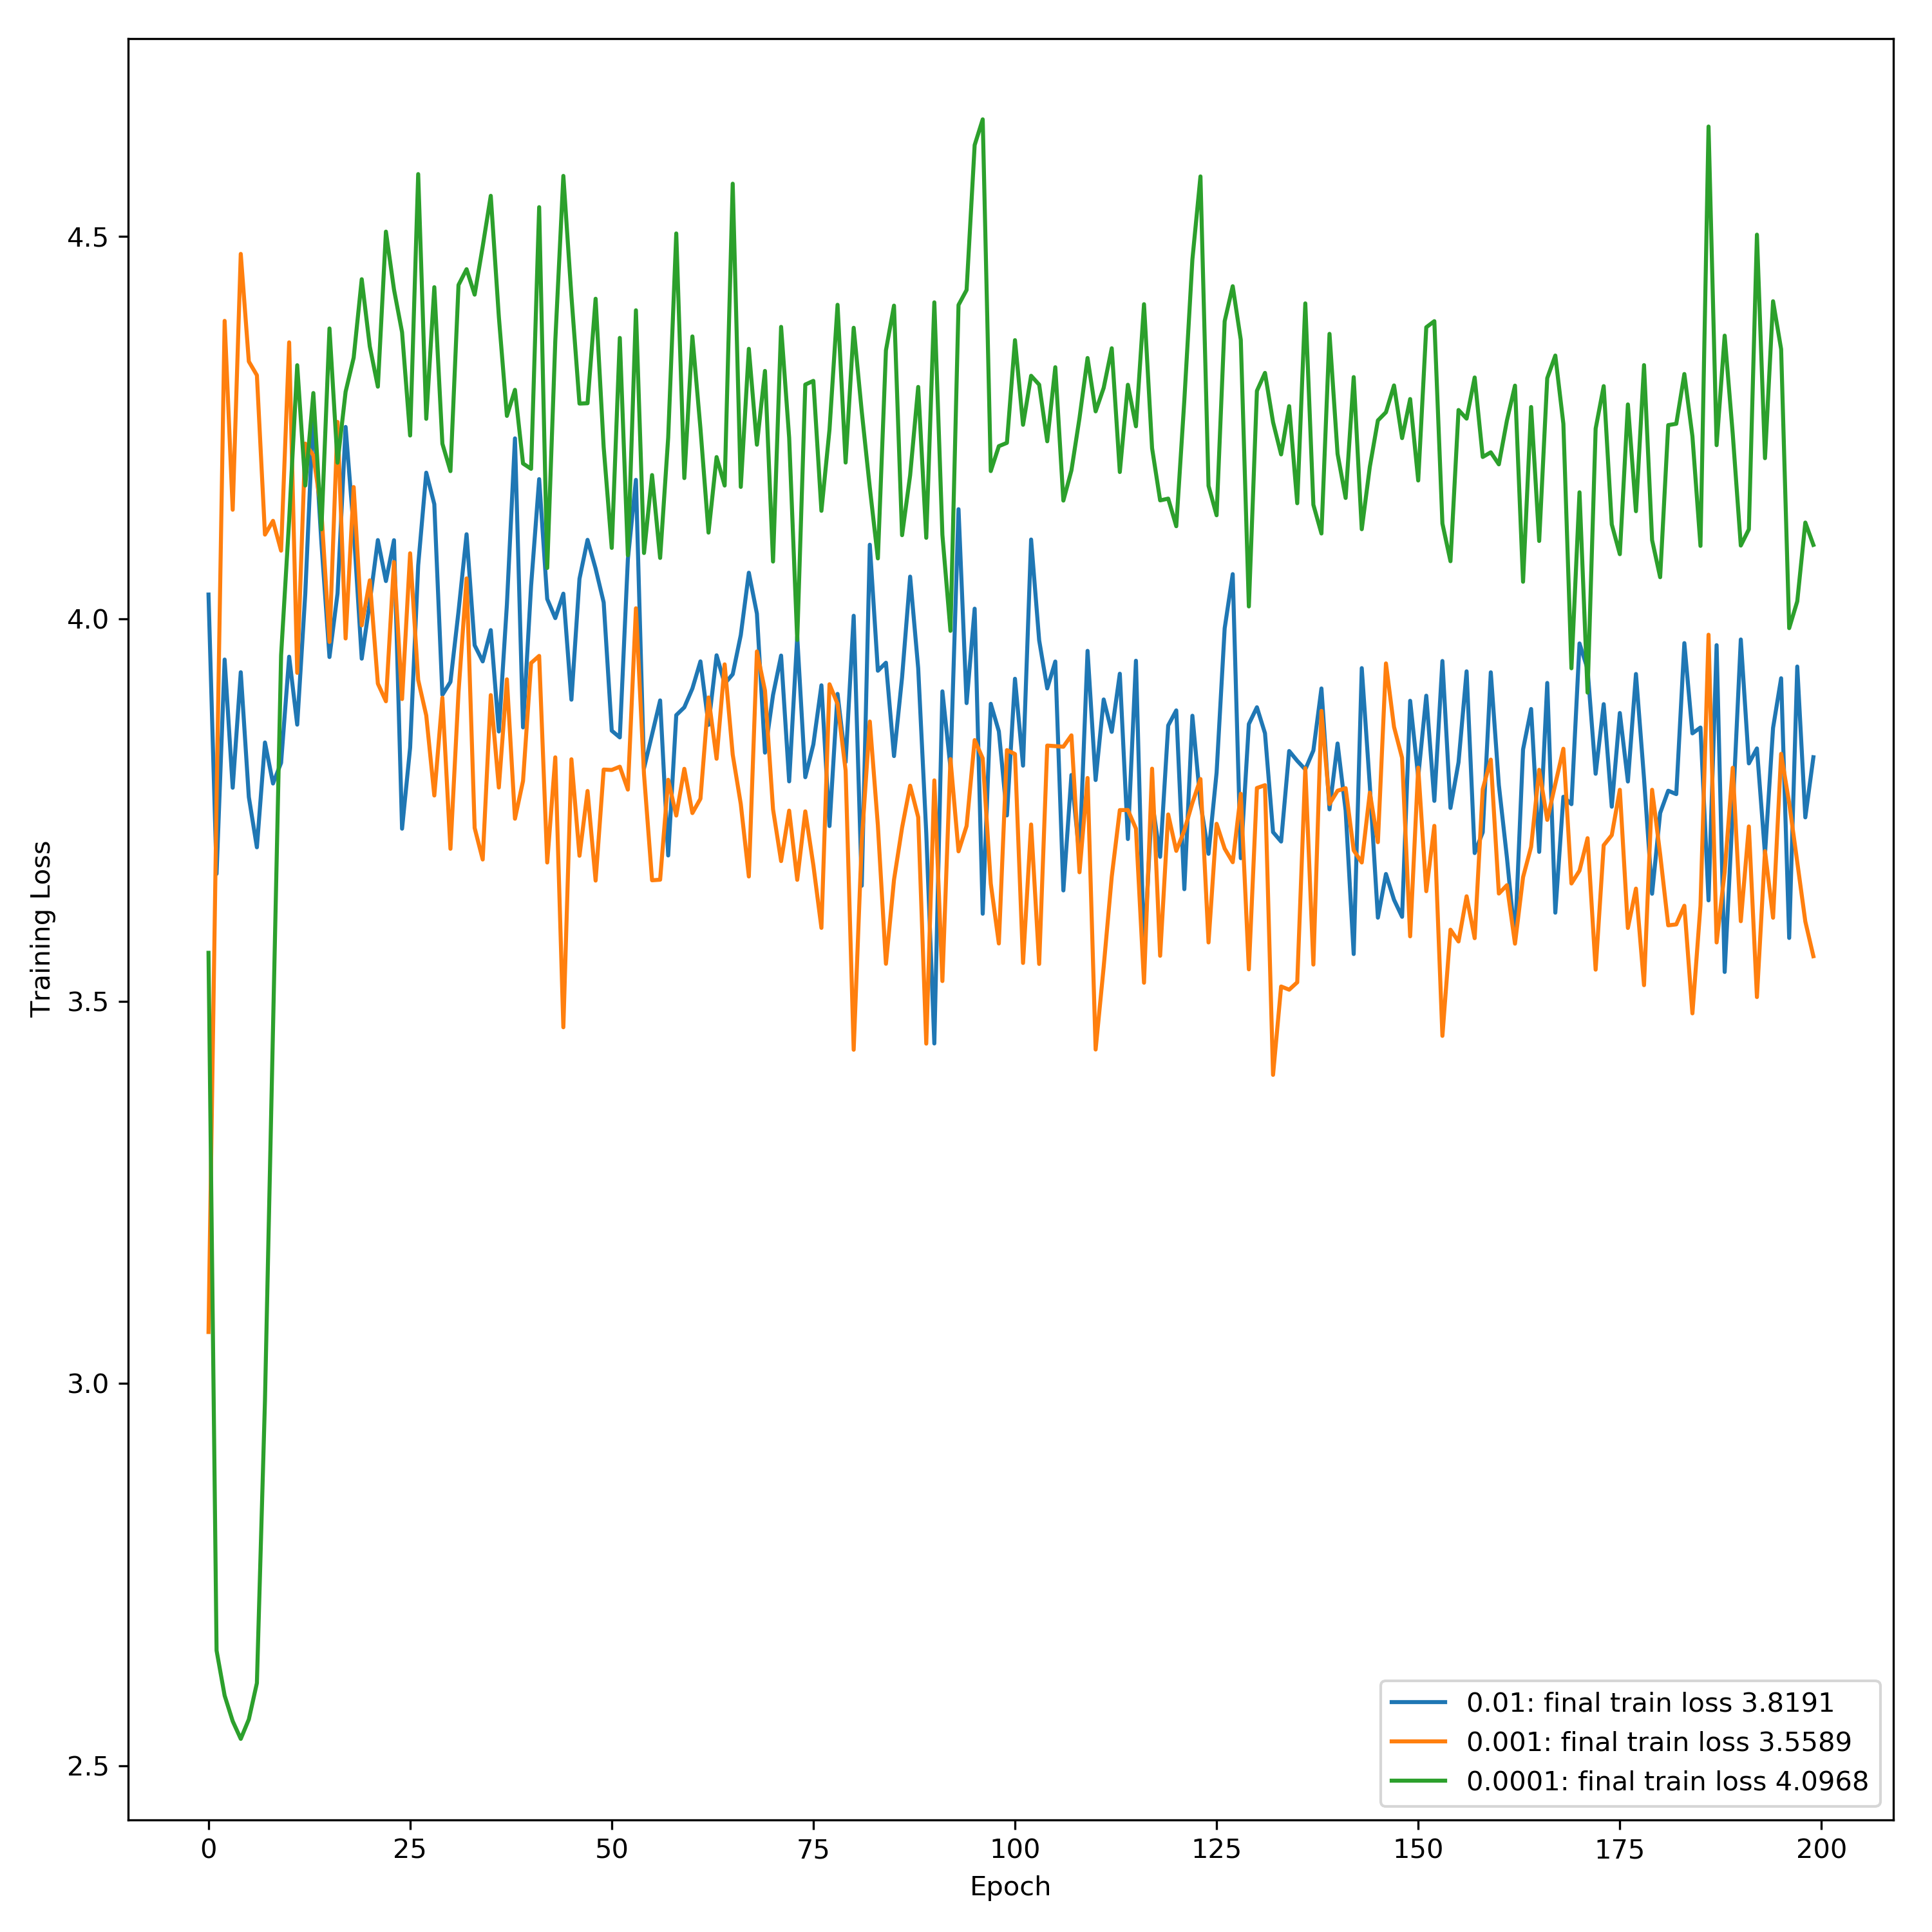 4.5
4.0
3.5
3.0
2.5
Training Loss
0 25 50 75 100 125 150 175 200
Epoch
0.01: final train loss 3.8191
0.001: final train loss 3.5589
0.0001: final train loss 4.0968